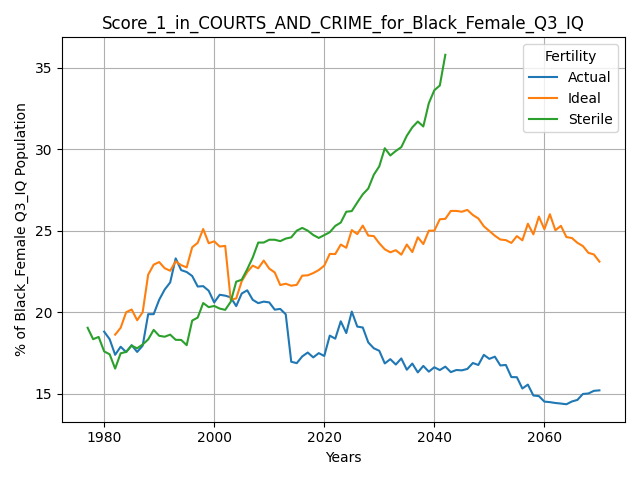 Score_1_in_COURTS_AND_CRIME_for_Black_Female_Q3_IQ
% of Black_Female Q3_IQ Population
35
30
25
20
15
1980
2000
2020
2040
2060
Years
Fertility
Actual
Ideal
Sterile